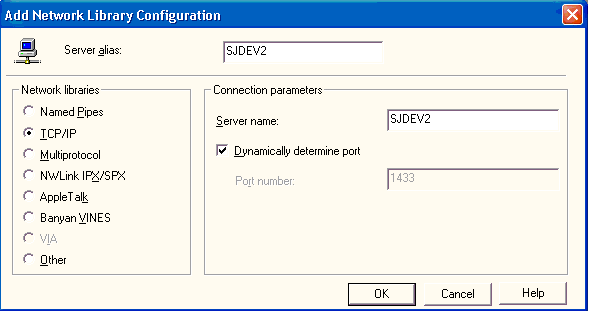 Add Network Library Configuration
Server alias: SJDEV2
Network libraries
Named Pipes
TCP/IP
Multiprotocol
NWLink IPX/SPX
AppleTalk
Banyan VINES
VIA
Other
Connection parameters
Server name: SJDEV2
Dynamically determine port
Port number: 1433
OK Cancel Help